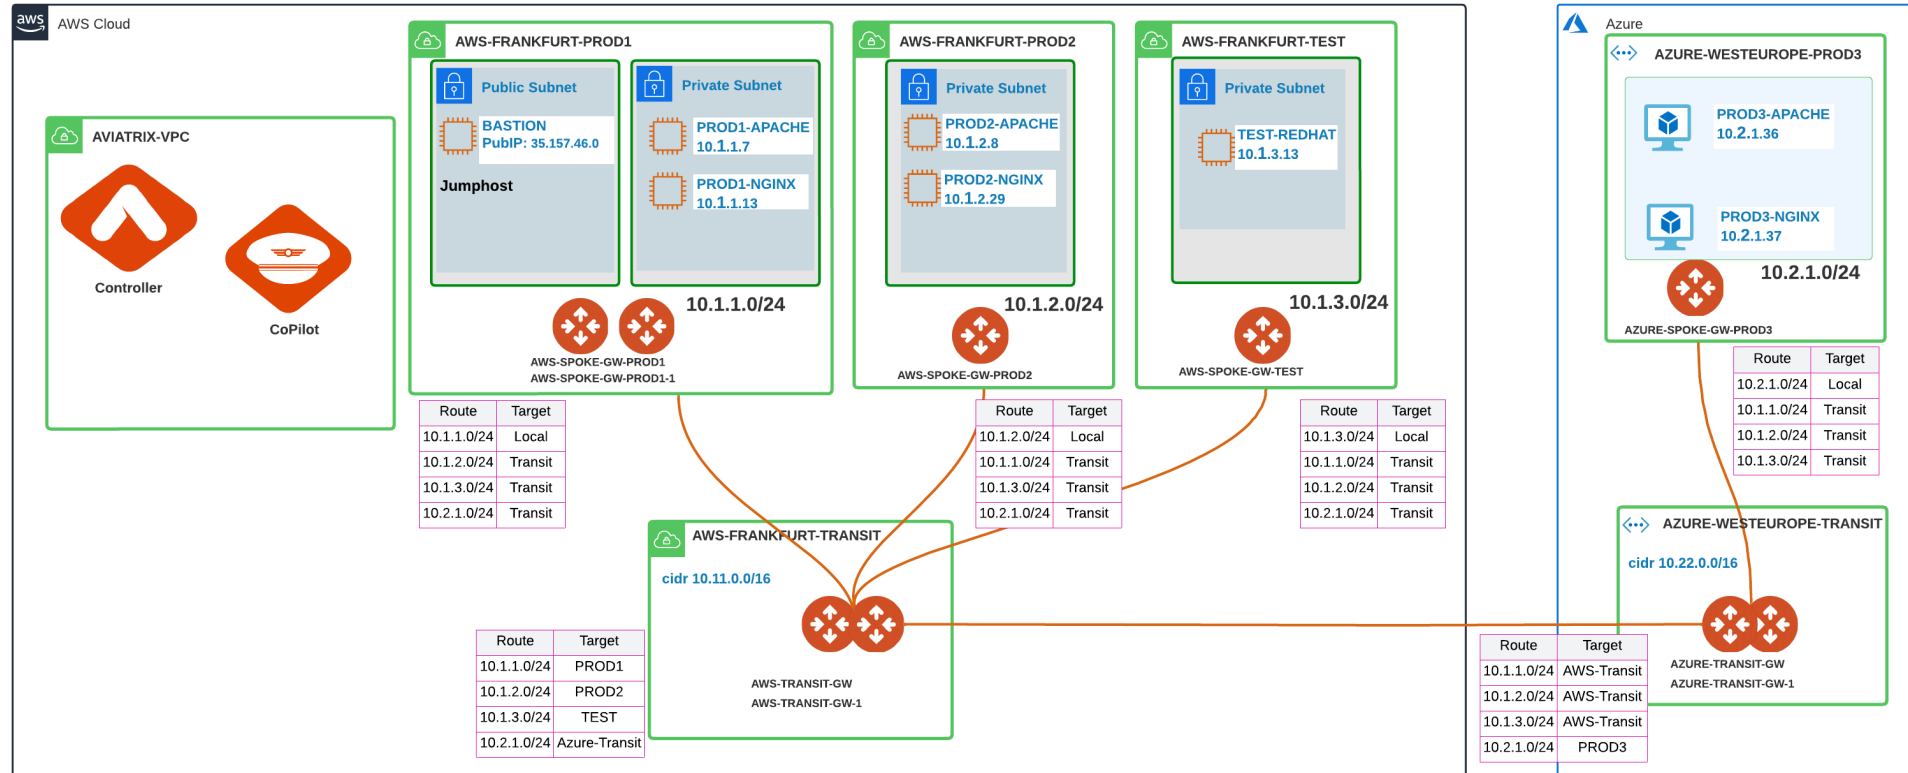 aws
AWS Cloud
AVIATRIX-VPC
Controller
CoPilot
AWS-FRANKFURT-PROD1
Public Subnet
BASTION
PubIP: 35.157.46.0
Jumphost
Private Subnet
PROD1-APACHE
10.1.1.7
PROD1-NGINX
10.1.1.13
10.1.1.0/24
AWS-SPOKE-GW-PROD1
AWS-SPOKE-GW-PROD1-1
AWS-FRANKFURT-PROD2
Private Subnet
PROD2-APACHE
10.1.2.8
PROD2-NGINX
10.1.2.29
10.1.2.0/24
AWS-SPOKE-GW-PROD2
AWS-FRANKFURT-TEST
Private Subnet
TEST-REDHAT
10.1.3.13
10.1.3.0/24
AWS-SPOKE-GW-TEST
Azure
AZURE-WESTEUROPE-PROD3
PROD3-APACHE
10.2.1.36
PROD3-NGINX
10.2.1.37
10.2.1.0/24
AZURE-SPOKE-GW-PROD3
Route Target
10.1.1.0/24 Local
10.1.2.0/24 Transit
10.1.3.0/24 Transit
10.2.1.0/24 Transit
Route Target
10.1.2.0/24 Local
10.1.1.0/24 Transit
10.1.3.0/24 Transit
10.2.1.0/24 Transit
Route Target
10.1.3.0/24 Local
10.1.1.0/24 Transit
10.1.2.0/24 Transit
10.2.1.0/24 Transit
Route Target
10.2.1.0/24 Local
10.1.1.0/24 Transit
10.1.2.0/24 Transit
10.1.3.0/24 Transit
AWS-FRANKFURT-TRANSIT
cidr 10.11.0.0/16
AWS-TRANSIT-GW
AWS-TRANSIT-GW-1
Route Target
10.1.1.0/24 PROD1
10.1.2.0/24 PROD2
10.1.3.0/24 TEST
10.2.1.0/24 Azure-Transit
AZURE-WESTEUROPE-TRANSIT
cidr 10.22.0.0/16
AZURE-TRANSIT-GW
AZURE-TRANSIT-GW-1
Route Target
10.1.1.0/24 AWS-Transit
10.1.2.0/24 AWS-Transit
10.1.3.0/24 AWS-Transit
10.2.1.0/24 PROD3